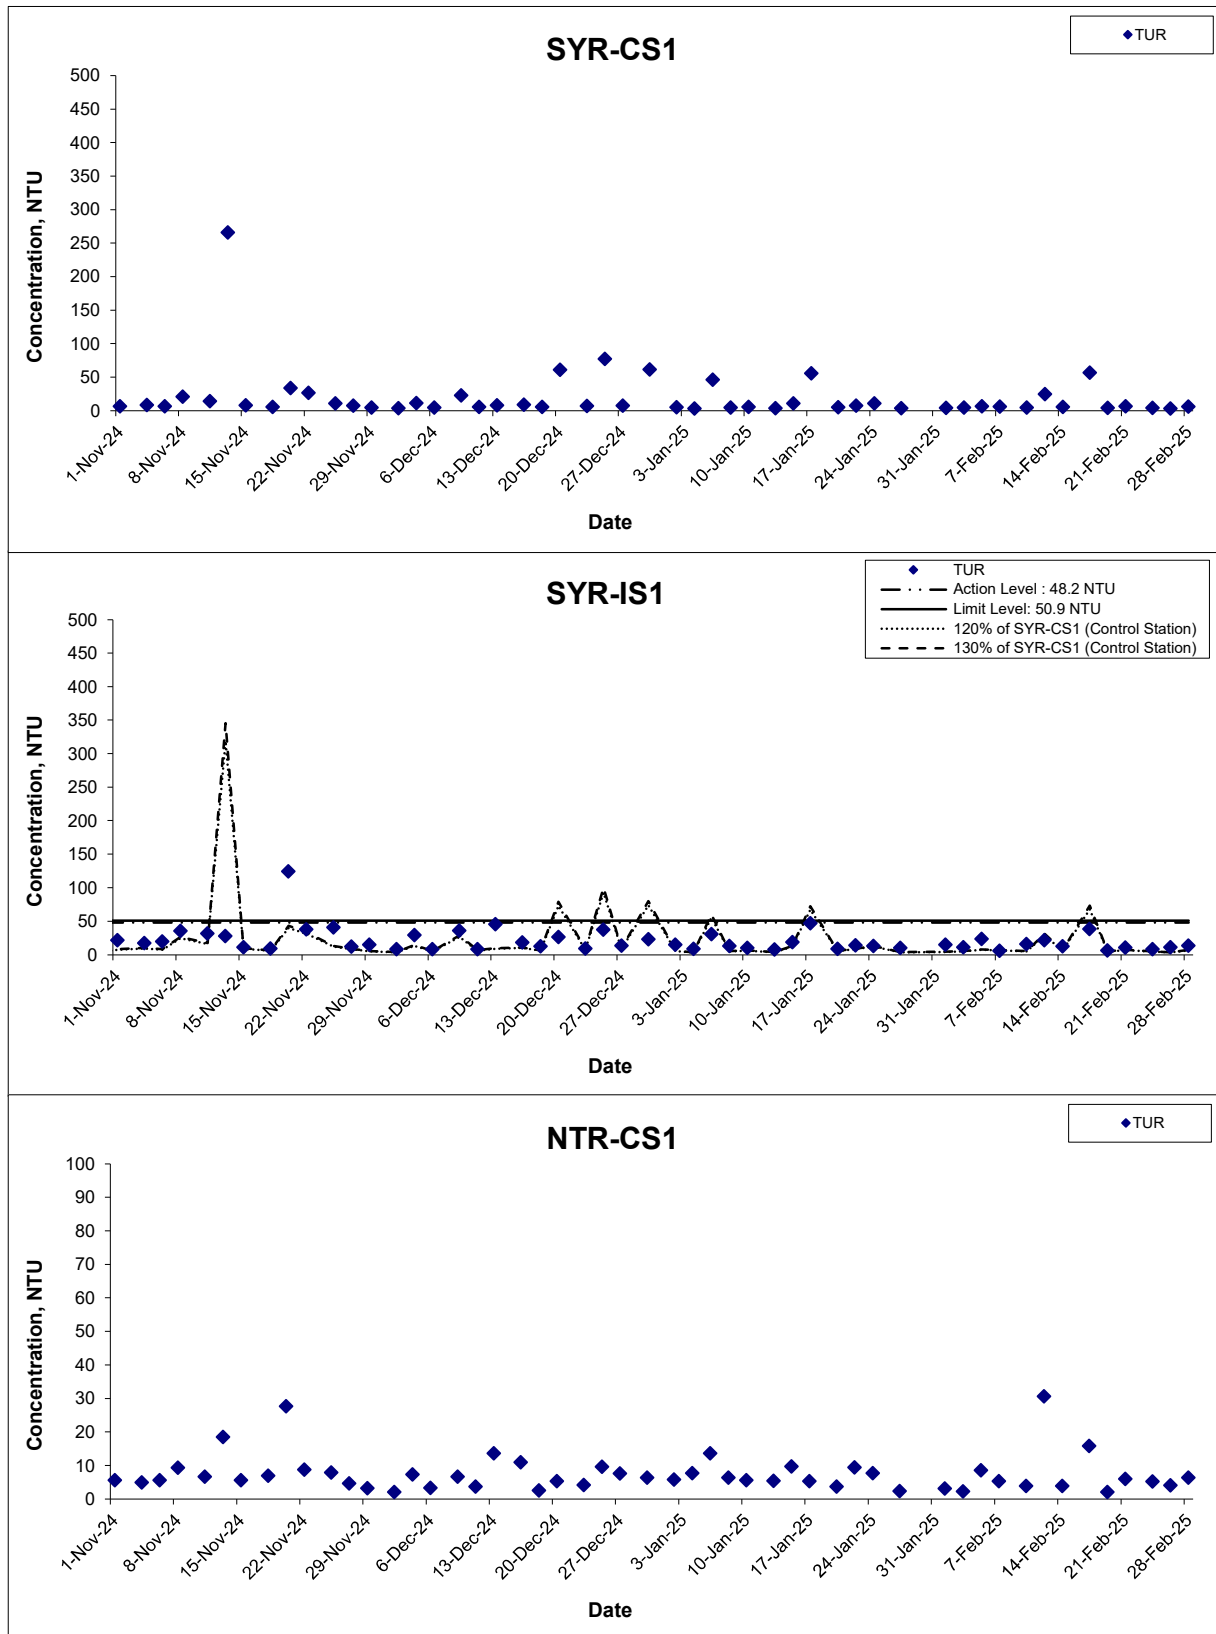 SYR-CS1
TUR
500
450
400
350
300
250
200
150
100
50
0
Concentration, NTU
1-Nov-24
8-Nov-24
15-Nov-24
22-Nov-24
29-Nov-24
6-Dec-24
13-Dec-24
20-Dec-24
27-Dec-24
3-Jan-25
10-Jan-25
17-Jan-25
24-Jan-25
31-Jan-25
7-Feb-25
14-Feb-25
21-Feb-25
28-Feb-25
Date
SYR-IS1
TUR
Action Level : 48.2 NTU
Limit Level: 50.9 NTU
120% of SYR-CS1 (Control Station)
130% of SYR-CS1 (Control Station)
500
450
400
350
300
250
200
150
100
50
0
Concentration, NTU
1-Nov-24
8-Nov-24
15-Nov-24
22-Nov-24
29-Nov-24
6-Dec-24
13-Dec-24
20-Dec-24
27-Dec-24
3-Jan-25
10-Jan-25
17-Jan-25
24-Jan-25
31-Jan-25
7-Feb-25
14-Feb-25
21-Feb-25
28-Feb-25
Date
NTR-CS1
TUR
100
90
80
70
60
50
40
30
20
10
0
Concentration, NTU
1-Nov-24
8-Nov-24
15-Nov-24
22-Nov-24
29-Nov-24
6-Dec-24
13-Dec-24
20-Dec-24
27-Dec-24
3-Jan-25
10-Jan-25
17-Jan-25
24-Jan-25
31-Jan-25
7-Feb-25
14-Feb-25
21-Feb-25
28-Feb-25
Date